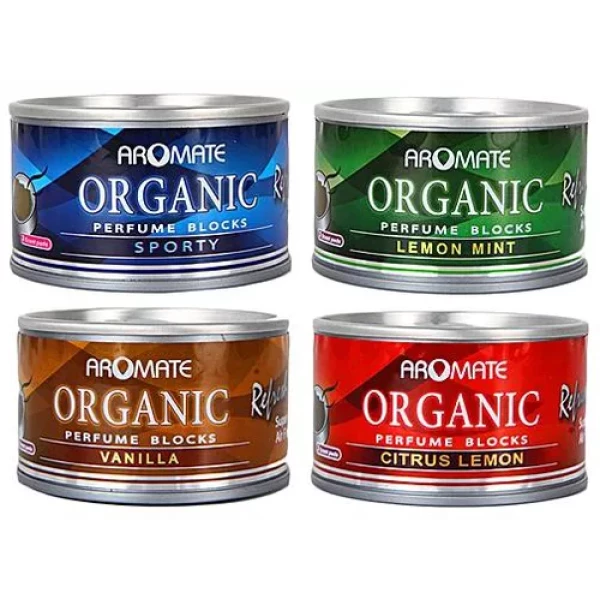 AROMATE
ORGANIC
PERFUME BLOCKS
SPORTY
AROMATE
ORGANIC
PERFUME BLOCKS
LEMON MINT
AROMATE
ORGANIC
PERFUME BLOCKS
VANILLA
AROMATE
ORGANIC
PERFUME BLOCKS
CITRUS LEMON